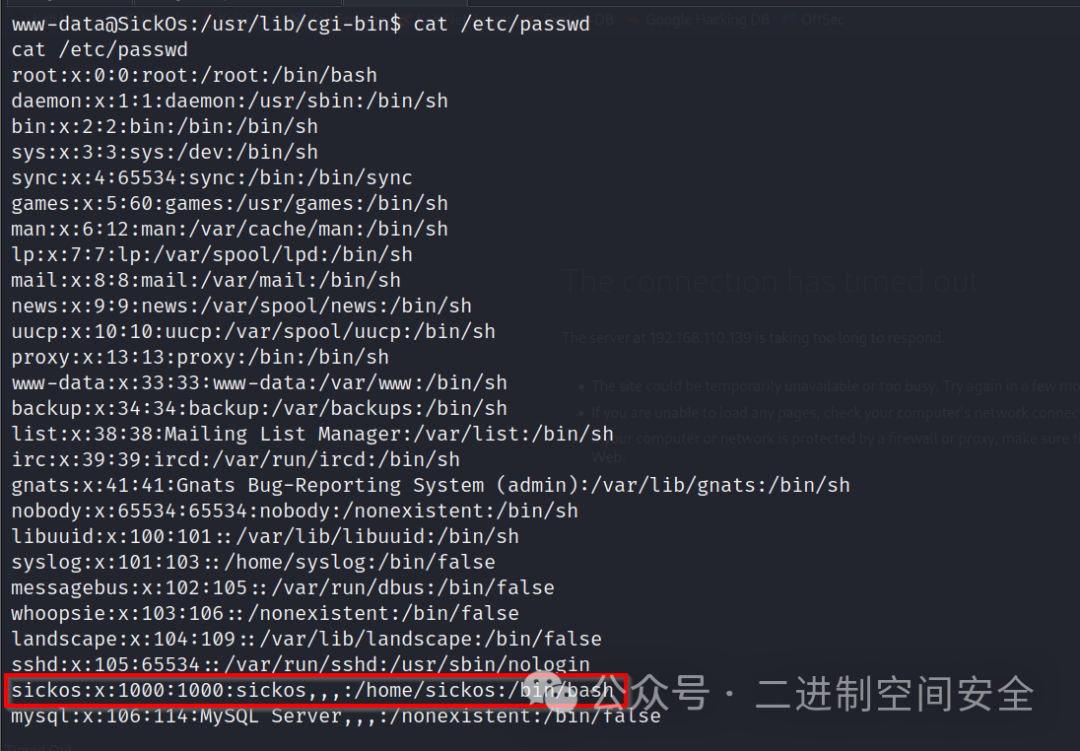 www-data@SickOs:/usr/lib/cgi-bin$ cat /etc/passwd
cat /etc/passwd
root:x:0:0:root:/root:/bin/bash
daemon:x:1:1:daemon:/usr/sbin:/bin/sh
bin:x:2:2:bin:/bin:/bin/sh
sys:x:3:3:sys:/dev:/bin/sh
sync:x:4:65534:sync:/bin:/bin/sync
games:x:5:60:games:/usr/games:/bin/sh
man:x:6:12:man:/var/cache/man:/bin/sh
lp:x:7:7:lp:/var/spool/lpd:/bin/sh
mail:x:8:8:mail:/var/mail:/bin/sh
news:x:9:9:news:/var/spool/news:/bin/sh
uucp:x:10:10:uucp:/var/spool/uucp:/bin/sh
proxy:x:13:13:proxy:/bin:/bin/sh
www-data:x:33:33:www-data:/var/www:/bin/sh
backup:x:34:34:backup:/var/backups:/bin/sh
list:x:38:38:Mailing List Manager:/var/list:/bin/sh
irc:x:39:39:ircd:/var/run/ircd:/bin/sh
gnats:x:41:41:Gnats Bug-Reporting System (admin):/var/lib/gnats:/bin/sh
nobody:x:65534:65534:nobody:/nonexistent:/bin/sh
libuuid:x:100:101::/var/lib/libuuid:/bin/sh
syslog:x:101:103::/home/syslog:/bin/false
messagebus:x:102:105::/var/run/dbus:/bin/false
whoopsie:x:103:106::/nonexistent:/bin/false
landscape:x:104:109::/var/lib/landscape:/bin/false
sshd:x:105:65534::/var/run/sshd:/usr/sbin/nologin
sickos:x:1000:1000:sickos,,,:/home/sickos:/bin/bash
mysql:x:106:114:MySQL Server,,,:/nonexistent:/bin/false
公众号 · 二进制空间安全
DB Google Hacking DB OffSec
The connection has timed out
The server at 192.168.110.139 is taking too long to respond.
The site could be temporarily unavailable or too busy. Try again in a few
If you are unable to load any pages, check your computer's network
your computer or network is protected by a firewall or proxy, make sure
Web.